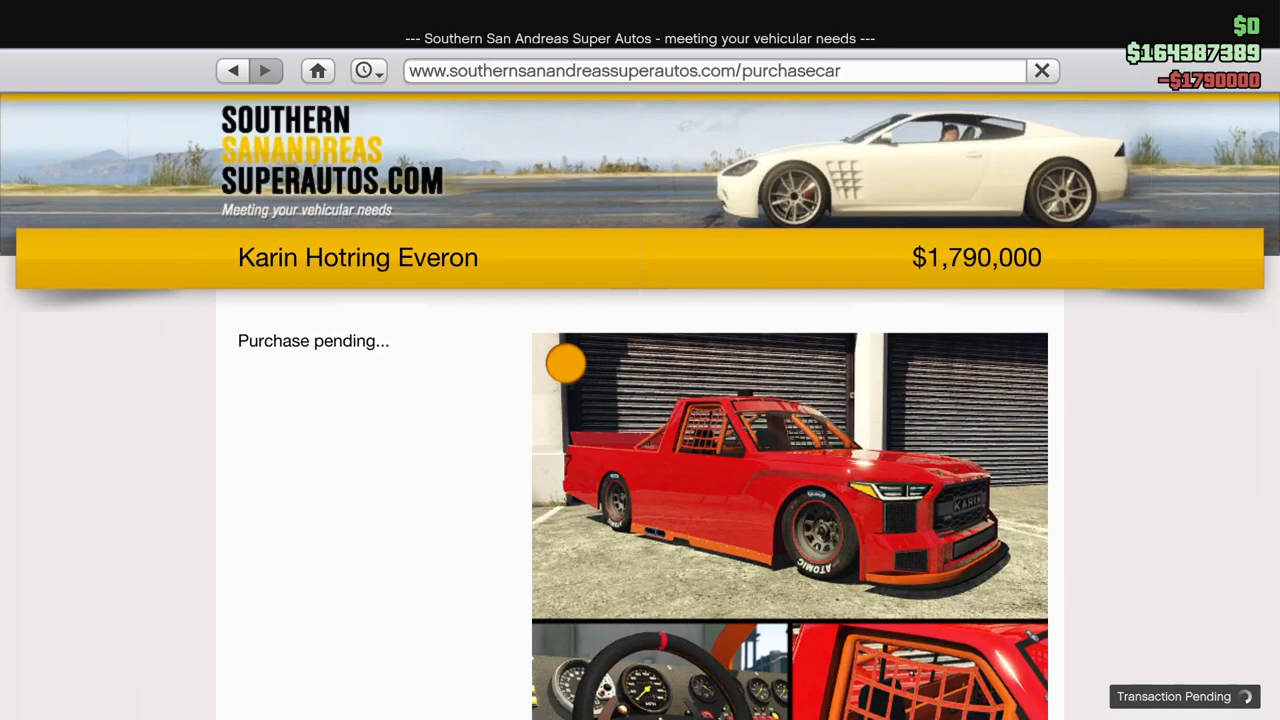 --- Southern San Andreas Super Autos - meeting your vehicular needs ---
$0
$164387389
-$1790000
www.southernsanandreassuperautos.com/purchasecar
SOUTHERN
SANANDREAS
SUPERAUTOS.COM
Meeting your vehicular needs
Karin Hotring Everon
$1,790,000
Purchase pending...
KARIN
ATOMIC
Transaction Pending